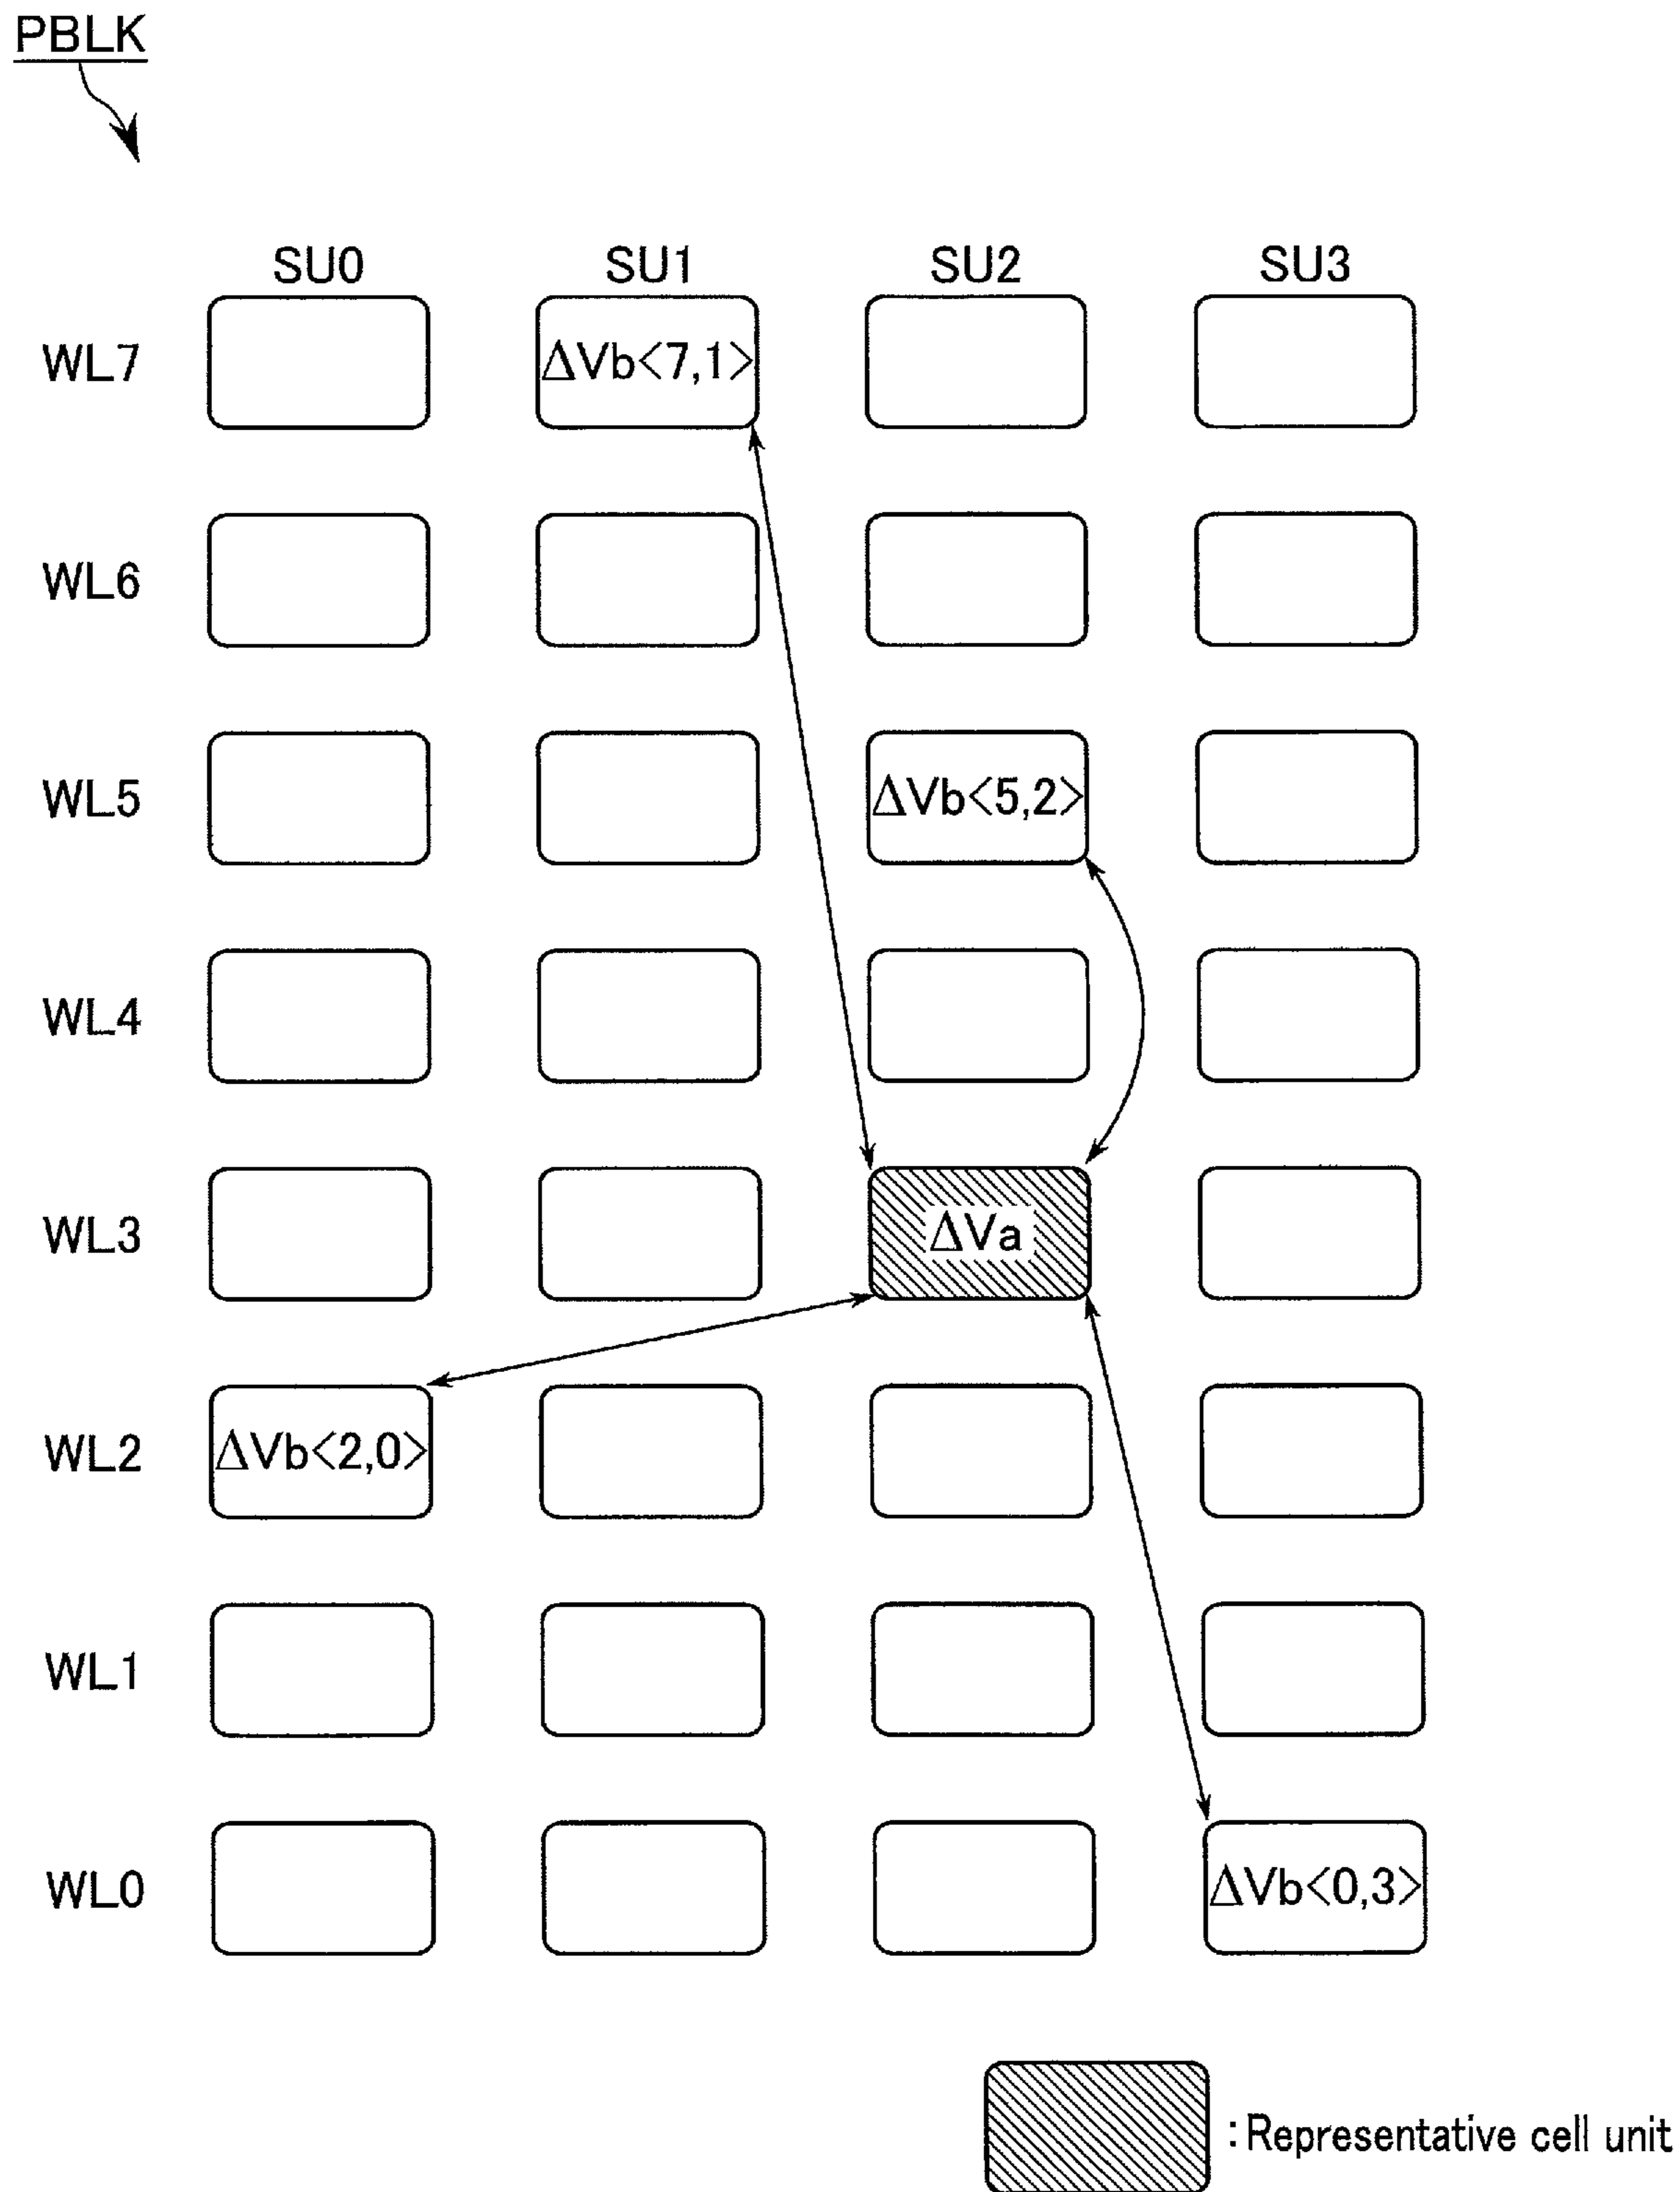 PBLK
SU0 SU1 SU2 SU3
WL7 ΔVb<7,1>
WL6
WL5 ΔVb<5,2>
WL4
WL3 ΔVa
WL2 ΔVb<2,0>
WL1
WL0 ΔVb<0,3>
:Representative cell unit